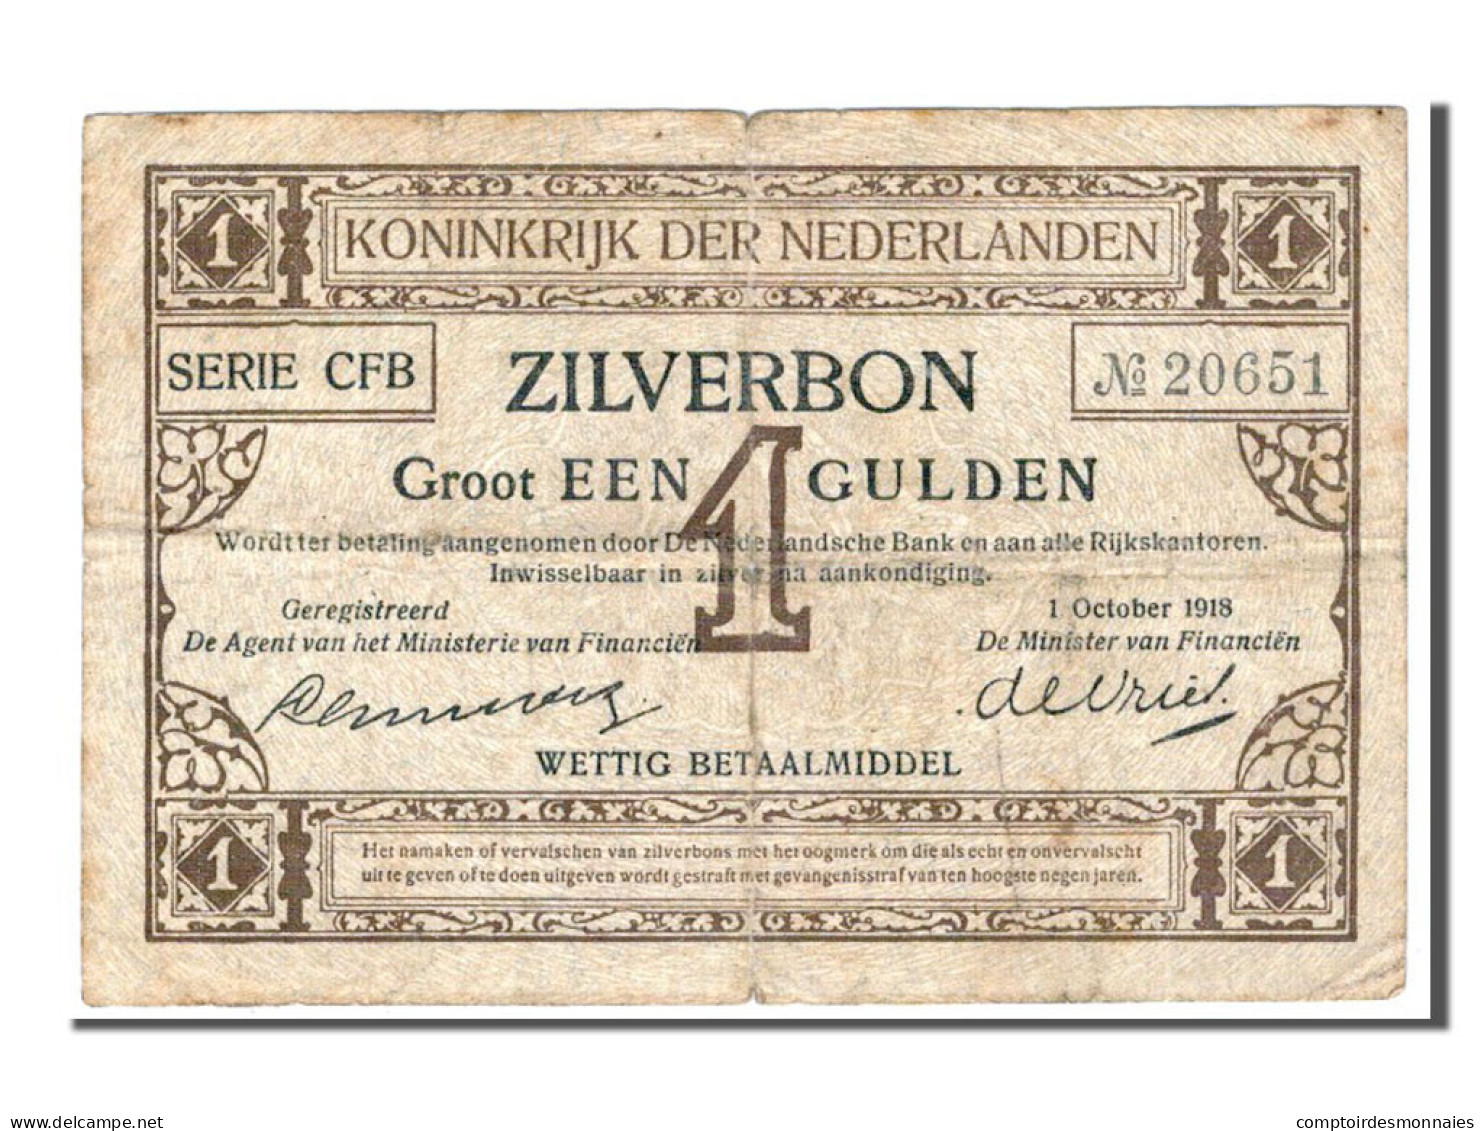 1 KONINKRIJK DER NEDERLANDEN 1
SERIE CFB ZILVERBON № 20651
Groot EEN 1 GULDEN
Wordt ter betaling aangenomen door De Nederlandsche Bank en aan alle Rijkskantoren.
Inwisselbaar in zilver na aankondiging.
Geregistreerd 1 October 1918
De Agent van het Ministerie van Financiën De Minister van Financiën
de Vries.
WETTIG BETAALMIDDEL
1 Het namaken of vervalschen van zilverbons met het oogmerk om die als echt en onvervalscht 1
uit te geven of te doen uitgeven wordt gestraft met gevangenisstraf van ten hoogste negen jaren.
www.delcampe.net comptoirdesmonnaies